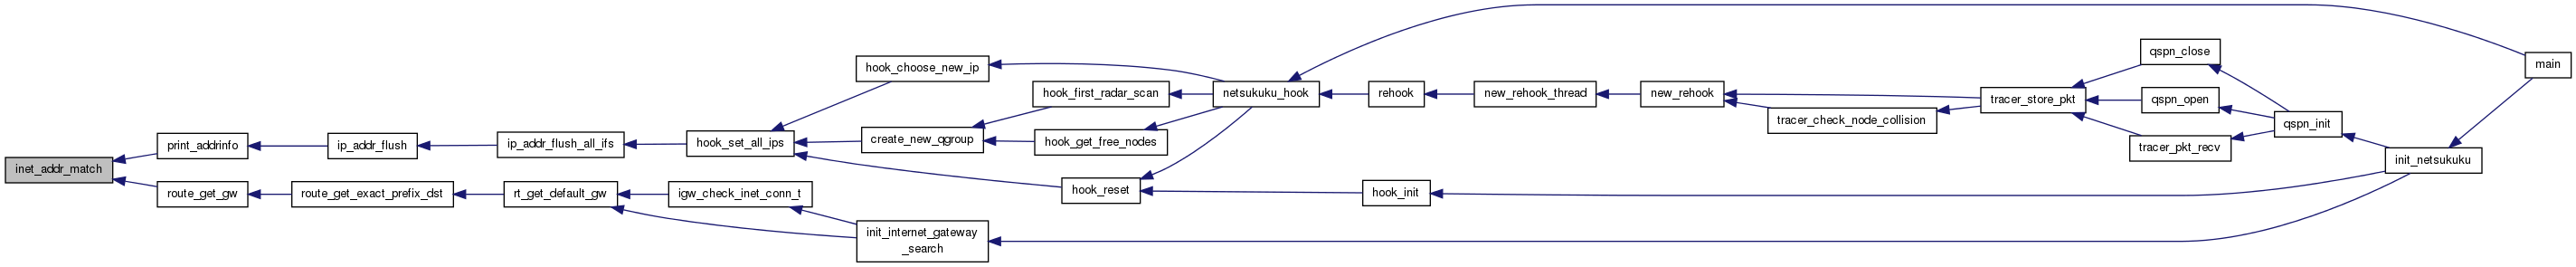 inet_addr_match
print_addrinfo
route_get_gw
ip_addr_flush
route_get_exact_prefix_dst
ip_addr_flush_all_ifs
rt_get_default_gw
hook_set_all_ips
igw_check_inet_conn_t
hook_choose_new_ip
create_new_qgroup
init_internet_gateway
_search
hook_first_radar_scan
hook_get_free_nodes
hook_reset
netsukuku_hook
rehook
hook_init
new_rehook_thread
new_rehook
tracer_check_node_collision
tracer_store_pkt
qspn_close
qspn_open
tracer_pkt_recv
qspn_init
init_netsukuku
main